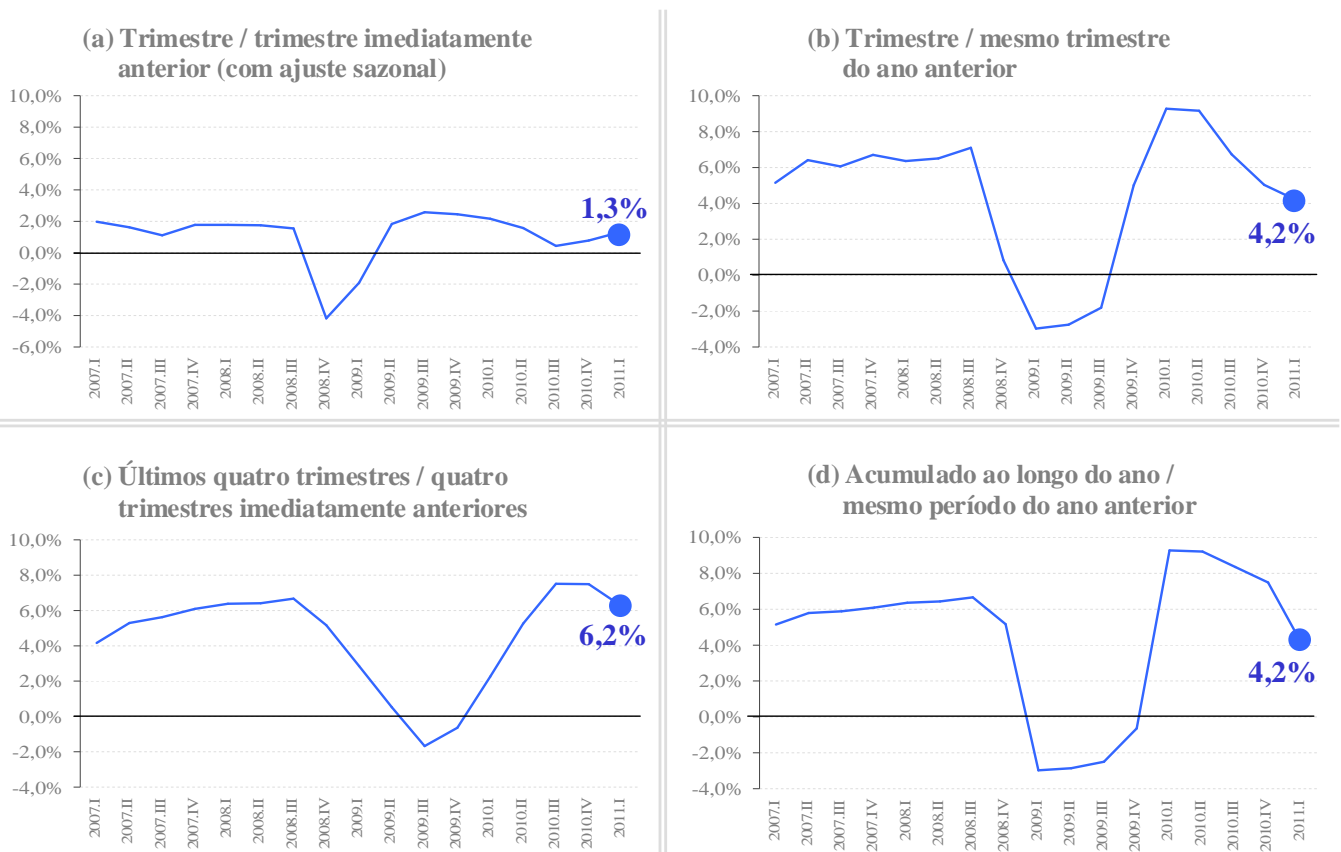 (a) Trimestre / trimestre imediatamente
anterior (com ajuste sazonal)
10,0%
8,0%
6,0%
4,0%
2,0%
0,0%
-2,0%
-4,0%
-6,0%
1,3%
2007.I
2007.II
2007.III
2007.IV
2008.I
2008.II
2008.III
2008.IV
2009.I
2009.II
2009.III
2009.IV
2010.I
2010.II
2010.III
2010.IV
2011.I
(b) Trimestre / mesmo trimestre
do ano anterior
10,0%
8,0%
6,0%
4,0%
2,0%
0,0%
-2,0%
-4,0%
4,2%
2007.I
2007.II
2007.III
2007.IV
2008.I
2008.II
2008.III
2008.IV
2009.I
2009.II
2009.III
2009.IV
2010.I
2010.II
2010.III
2010.IV
2011.I
(c) Últimos quatro trimestres / quatro
trimestres imediatamente anteriores
10,0%
8,0%
6,0%
4,0%
2,0%
0,0%
-2,0%
-4,0%
6,2%
2007.I
2007.II
2007.III
2007.IV
2008.I
2008.II
2008.III
2008.IV
2009.I
2009.II
2009.III
2009.IV
2010.I
2010.II
2010.III
2010.IV
2011.I
(d) Acumulado ao longo do ano /
mesmo período do ano anterior
10,0%
8,0%
6,0%
4,0%
2,0%
0,0%
-2,0%
-4,0%
4,2%
2007.I
2007.II
2007.III
2007.IV
2008.I
2008.II
2008.III
2008.IV
2009.I
2009.II
2009.III
2009.IV
2010.I
2010.II
2010.III
2010.IV
2011.I